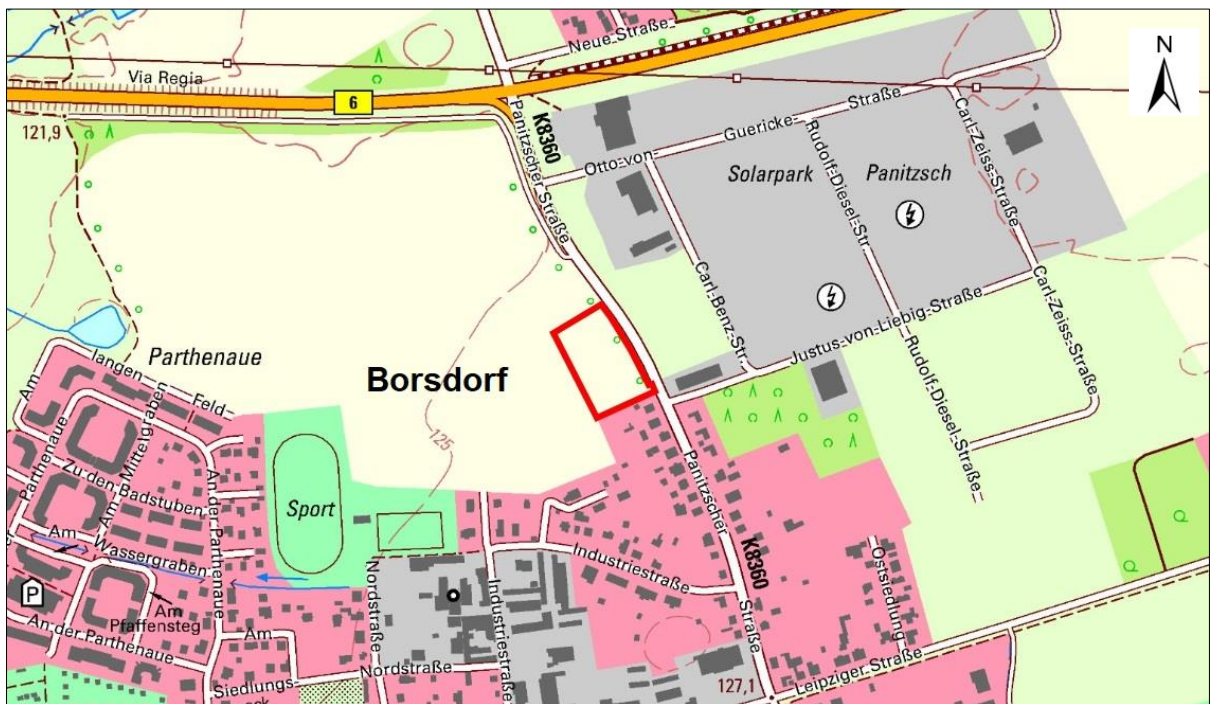 Neue Straße
N
Via Regia
6
121,9
Panitzscher Straße
K8360
Otto-von-
Guericke
Straße
Solarpark
Panitzsch
Rudolf-Diesel-Str.
Carl-Zeiss-Straße
Carl-Benz-Str.
Justus-von-Liebig-Straße
Carl-Zeiss-Straße
Rudolf-Diesel-Straße
Parthenaue
Borsdorf
125
Am
langen
Feld
Parthenaue
Mittelgraben
Am
Zu den Badstuben
An der Parthenaue
Sport
Am
Wassergraben
P
Am
Pfaffensteg
An der Parthenaue
Am
Siedlungs
Nordstraße
Nordstraße
Industriestraße
Industriestraße
Panitzscher
K8360
Straße
Ostsiedlung
127,1
Leipziger Straße